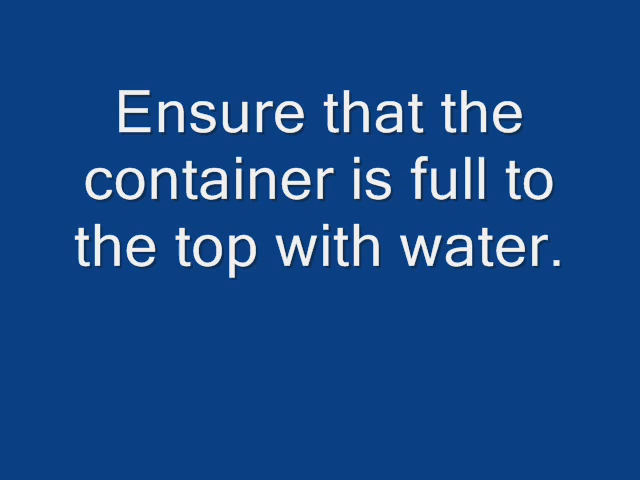 Ensure that the
container is full to
the top with water.